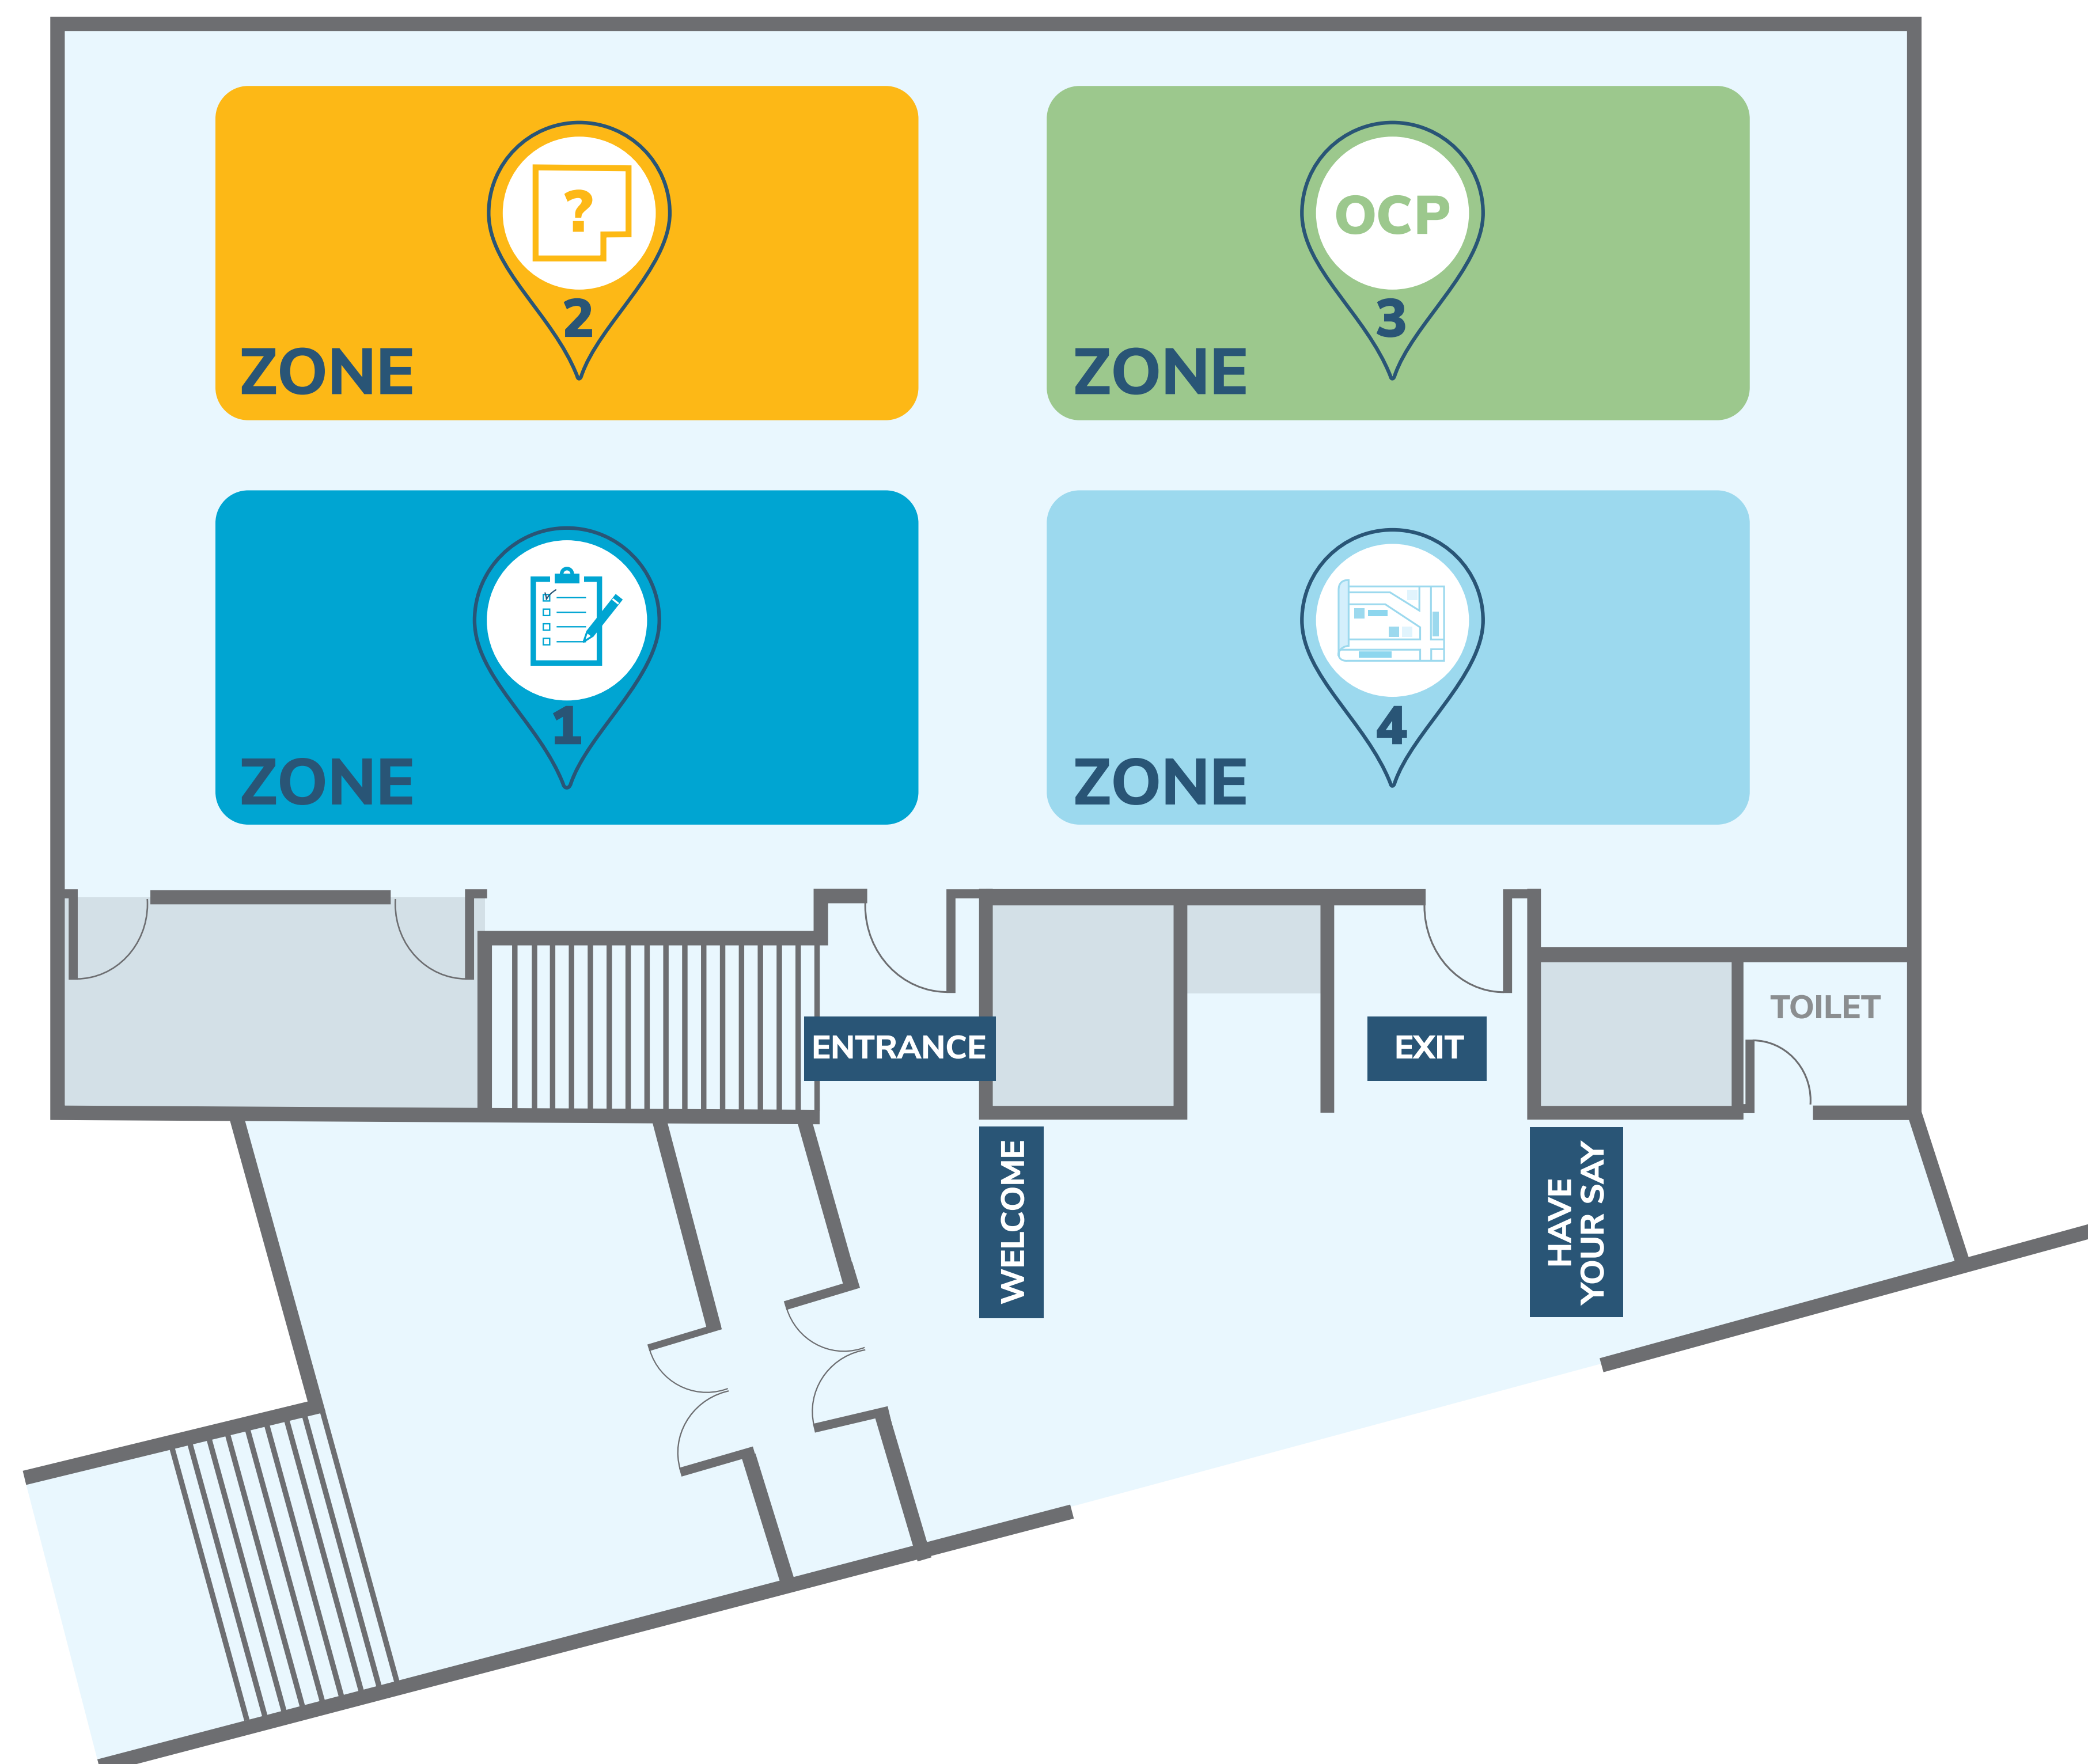 ?
2
ZONE
OCP
3
ZONE
1
ZONE
4
ZONE
ENTRANCE
EXIT
TOILET
WELCOME
HAVE
YOUR SAY